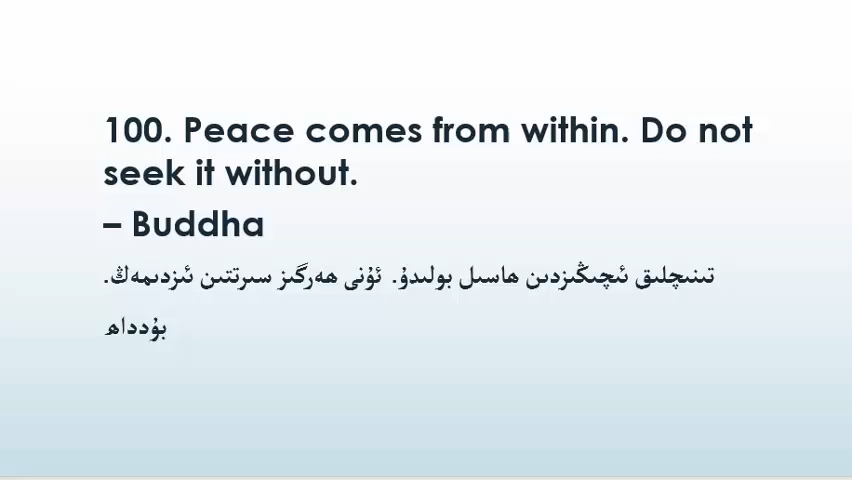 100. Peace comes from within. Do not
seek it without.
– Buddha
تىنىچلىق ئىچىڭىزدىن ھاسىل بولىدۇ. ئۇنى ھەرگىز سىرتتىن ئىزدىمەڭ.
بۇدداھ